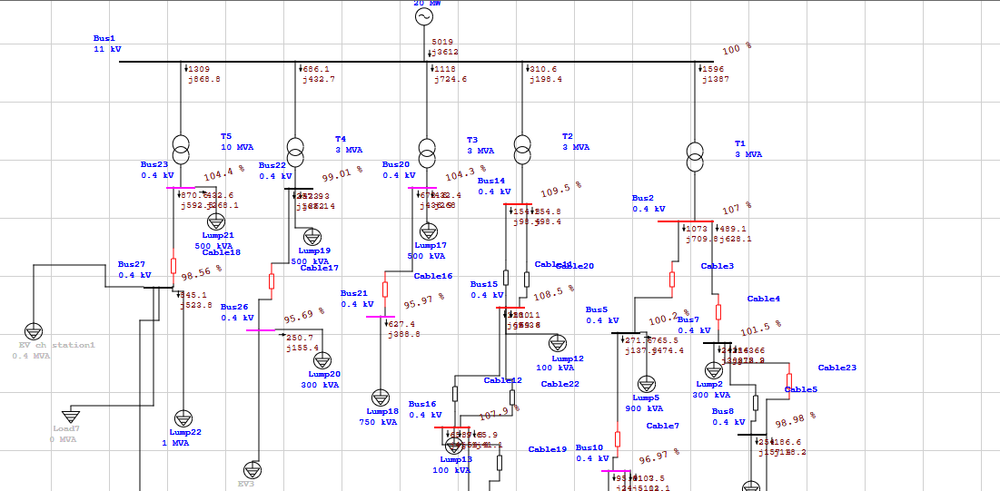 20 MW
5019
j3612
Bus1
11 kV
100 %
1309
j868.8
686.1
j432.7
1118
j724.6
310.6
j198.4
1596
j1387
T5
10 MVA
T4
3 MVA
T3
3 MVA
T2
3 MVA
T1
3 MVA
Bus23
0.4 kV
104.4 %
Bus22
0.4 kV
99.01 %
Bus20
0.4 kV
104.3 %
Bus14
0.4 kV
109.5 %
Bus2
0.4 kV
107 %
1073
489.1
j628.1
Lump21
500 kVA
Cable18
Lump19
500 kVA
Cable17
Lump17
500 kVA
Cable16
Cable20
Cable3
Bus27
0.4 kV
98.56 %
845.1
j523.8
Bus26
0.4 kV
95.69 %
250.7
j155.4
Bus21
0.4 kV
95.97 %
627.4
j388.8
Bus15
0.4 kV
108.5 %
Bus5
0.4 kV
100.2 %
Cable4
Bus7
0.4 kV
101.5 %
EV ch station1
0.4 MVA
Lump20
300 kVA
Lump12
100 kVA
Lump2
300 kVA
Cable23
Cable5
Lump18
750 kVA
Cable12
Cable22
Lump5
900 kVA
Load7
0 MVA
Lump22
1 MVA
Bus16
0.4 kV
107.9 %
Cable7
Bus8
0.4 kV
98.98 %
Lump13
100 kVA
Cable19
Bus10
0.4 kV
96.97 %
EV3